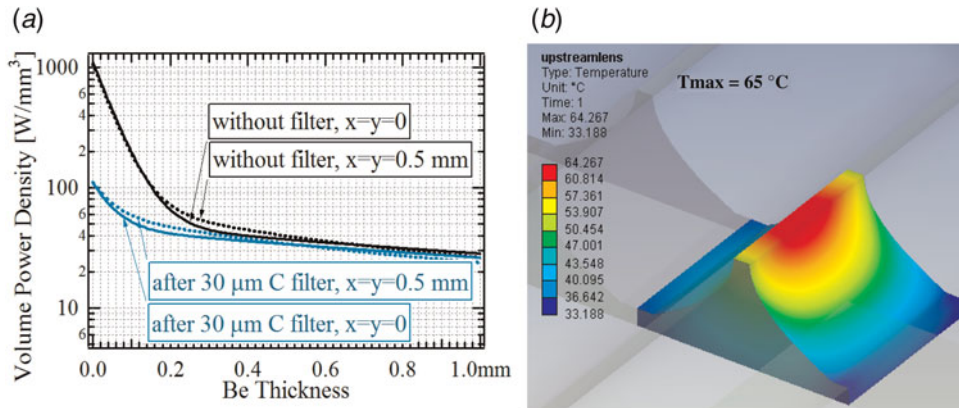 (a)
Volume Power Density [W/mm³]
1000
4
2
100
6
4
2
10
6
without filter, x=y=0
without filter, x=y=0.5 mm
after 30 μm C filter, x=y=0.5 mm
after 30 μm C filter, x=y=0
0.0
0.2
0.4
0.6
0.8
1.0mm
Be Thickness
(b)
upstreamlens
Type: Temperature
Unit: °C
Time: 1
Max: 64.267
Min: 33.188
Tmax = 65 °C
64.267
60.814
57.361
53.907
50.454
47.001
43.548
40.095
36.642
33.188